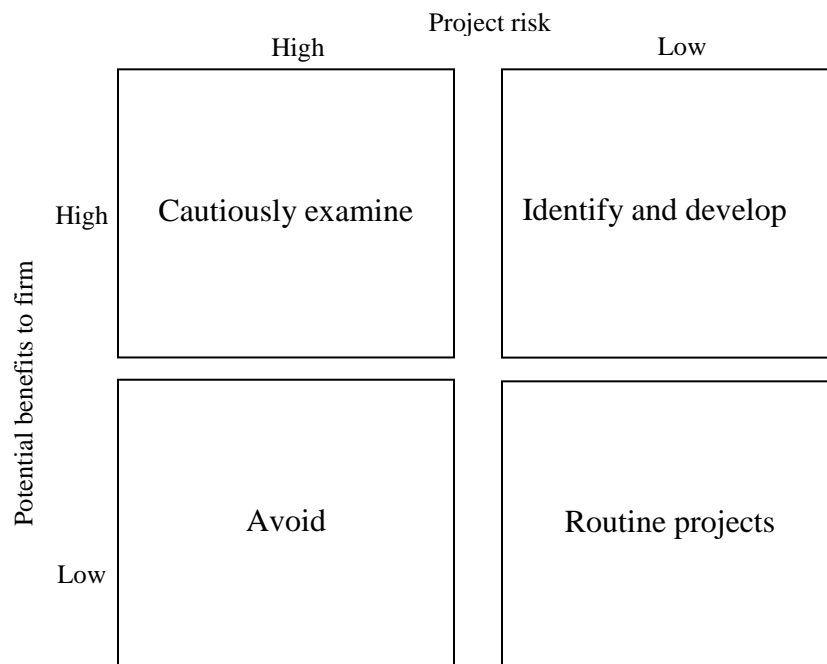 Project risk
High
Low
High
Cautiously examine
Identify and develop
Potential benefits to firm
Low
Avoid
Routine projects